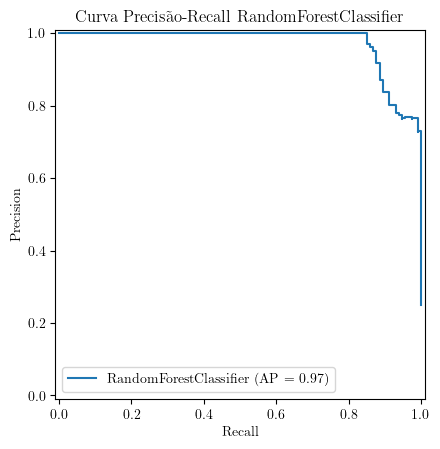 Curva Precisão-Recall RandomForestClassifier
1.0
0.8
0.6
0.4
0.2
0.0
Precision
RandomForestClassifier (AP = 0.97)
0.0 0.2 0.4 0.6 0.8 1.0
Recall